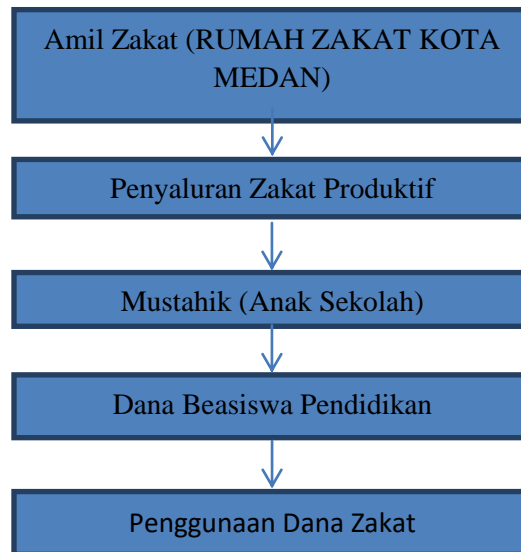 Amil Zakat (RUMAH ZAKAT KOTA
MEDAN)
Penyaluran Zakat Produktif
Mustahik (Anak Sekolah)
Dana Beasiswa Pendidikan
Penggunaan Dana Zakat